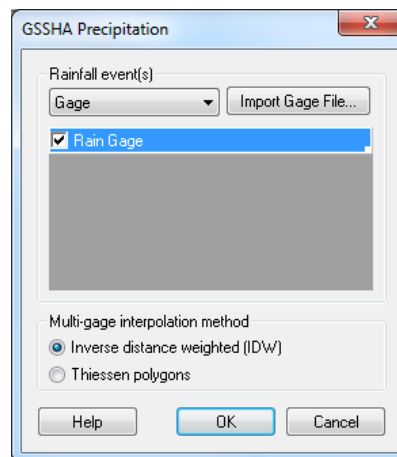 GSSHA Precipitation
Rainfall event(s)
Gage Import Gage File...
Rain Gage
Multi-gage interpolation method
Inverse distance weighted (IDW)
Thiessen polygons
Help OK Cancel